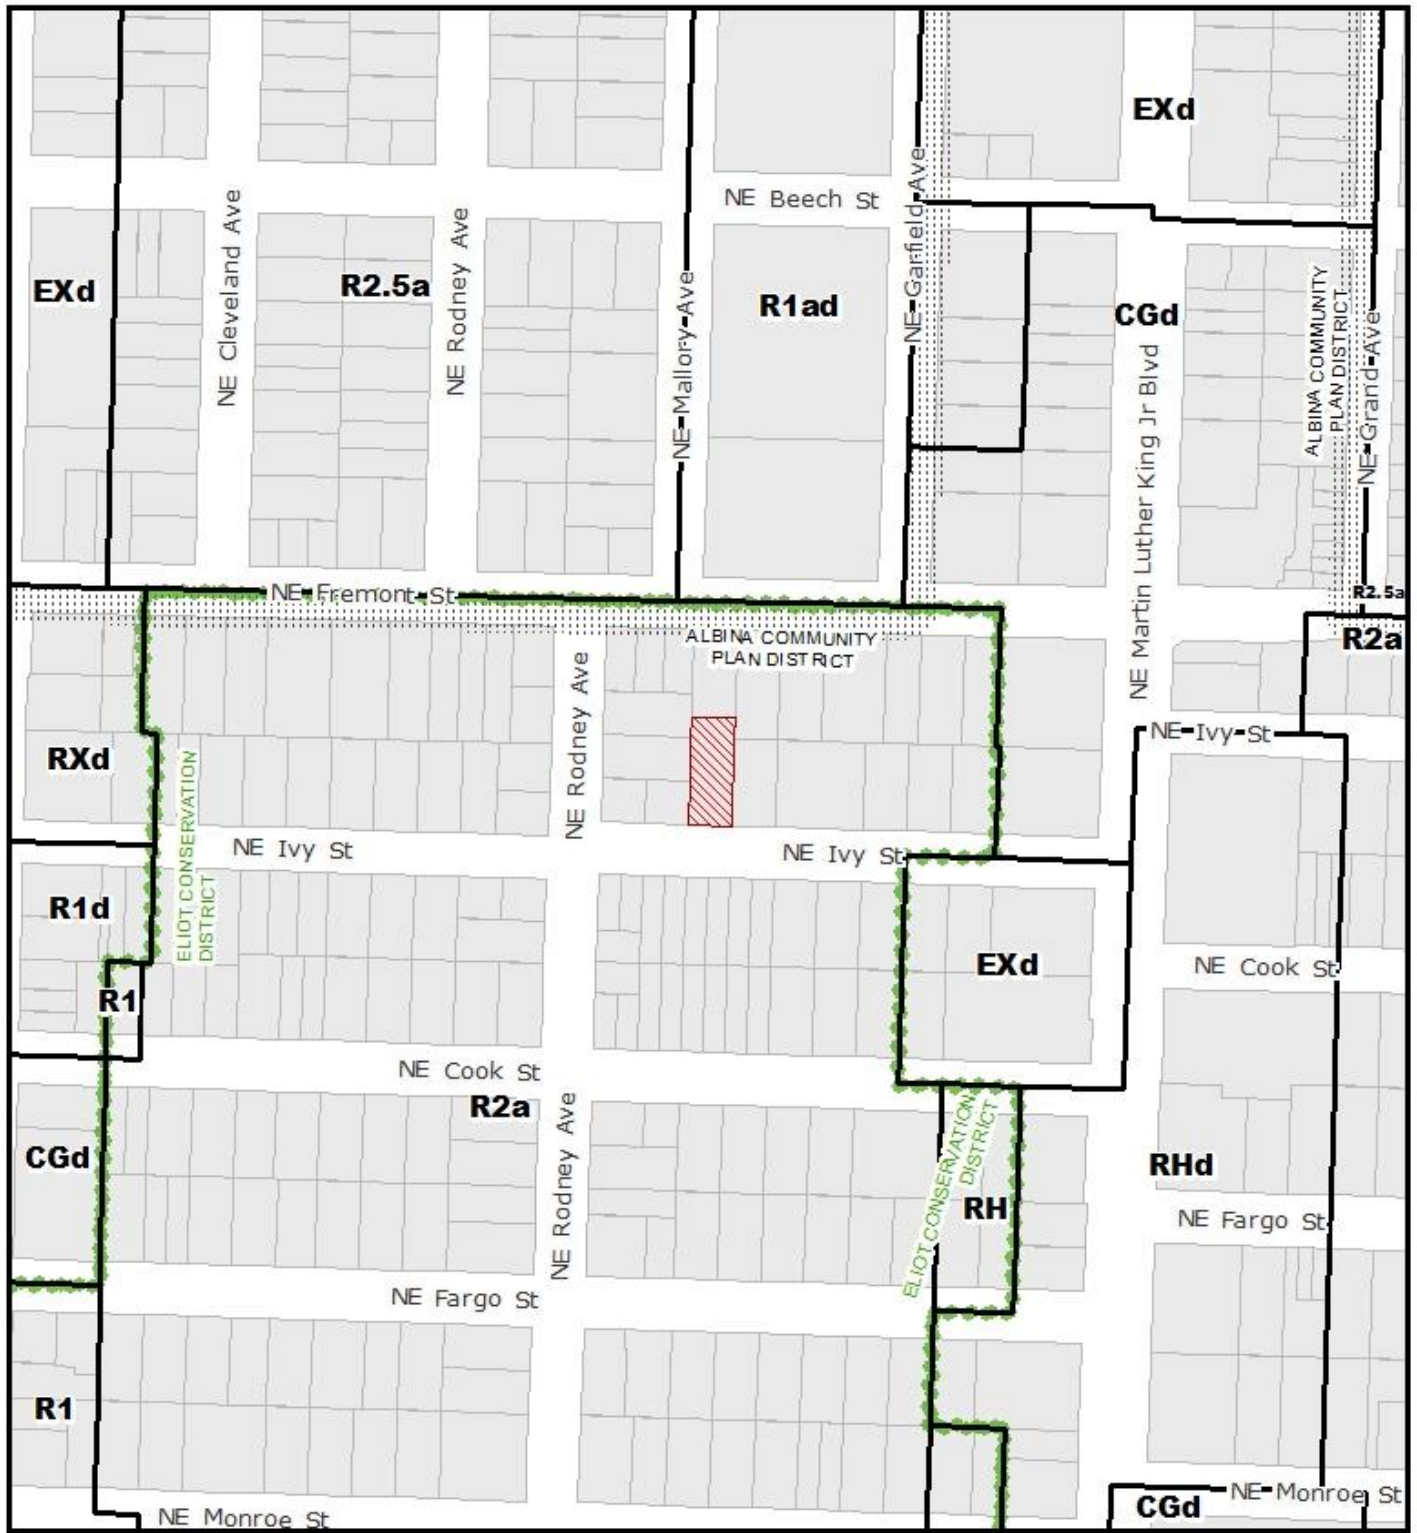 EXd
NE Beech St
NE Cleveland Ave
NE Rodney Ave
NE Mallory Ave
NE Garfield Ave
EXd
R2.5a
R1ad
CGd
NE Martin Luther King Jr Blvd
ALBINA COMMUNITY
PLAN DISTRICT
NE Grand Ave
NE Fremont St
R2.5a
R2a
ALBINA COMMUNITY
PLAN DISTRICT
NE Rodney Ave
RXd
NE Ivy St
ELIOT CONSERVATION
DISTRICT
NE Ivy St
NE Ivy St
R1d
EXd
NE Cook St
R1
NE Cook St
R2a
NE Rodney Ave
CGd
ELIOT CONSERVATION
DISTRICT
RHd
RH
NE Fargo St
NE Fargo St
R1
NE Monroe St
CGd
NE Monroe St